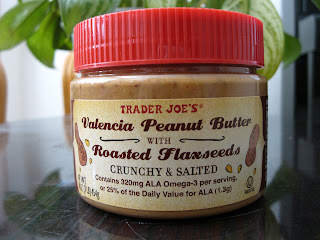 TRADER JOE'S®
Valencia Peanut Butter
WITH
Roasted Flaxseeds
CRUNCHY & SALTED
Contains 320mg ALA Omega-3 per serving,
or 25% of the Daily Value for ALA (1.3g)